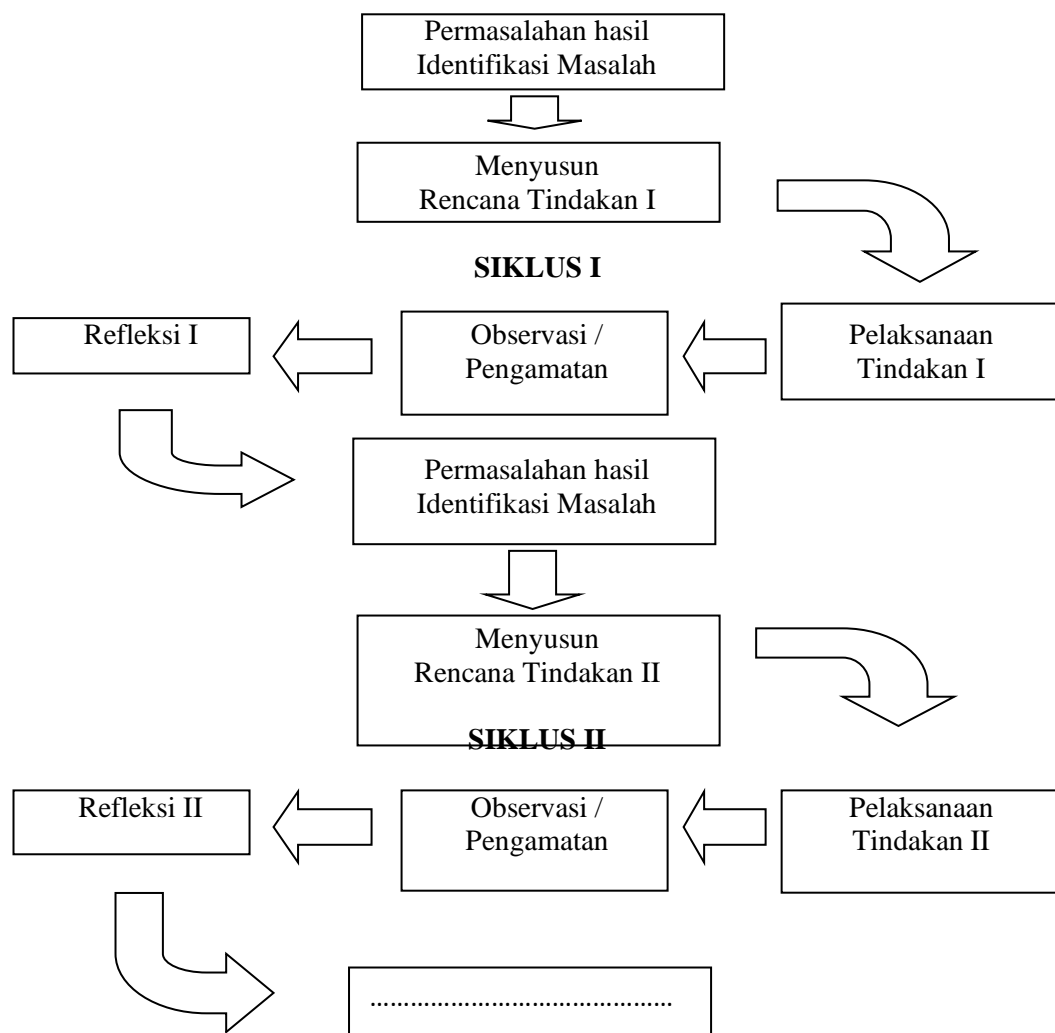 Permasalahan hasil
Identifikasi Masalah
Menyusun
Rencana Tindakan I
SIKLUS I
Refleksi I
Observasi /
Pengamatan
Pelaksanaan
Tindakan I
Permasalahan hasil
Identifikasi Masalah
Menyusun
Rencana Tindakan II
SIKLUS II
Refleksi II
Observasi /
Pengamatan
Pelaksanaan
Tindakan II
……………………………………